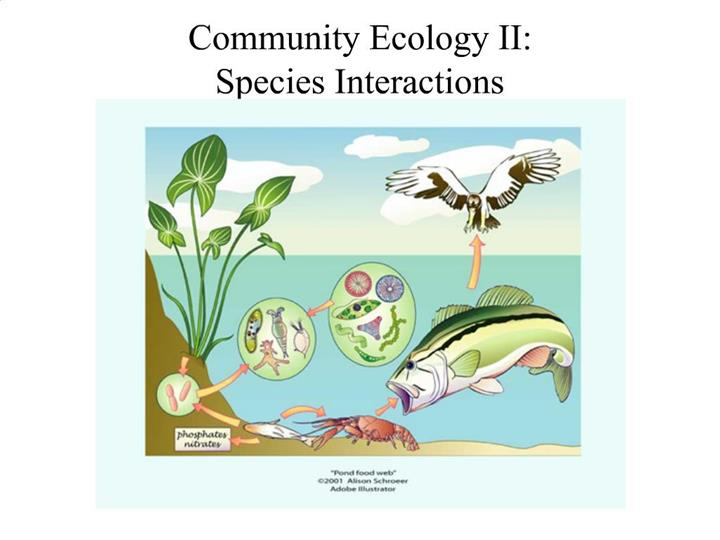 Community Ecology II:
Species Interactions
phosphates
nitrates
"Pond food web"
©2001 Alison Schroeer
Adobe Illustrator